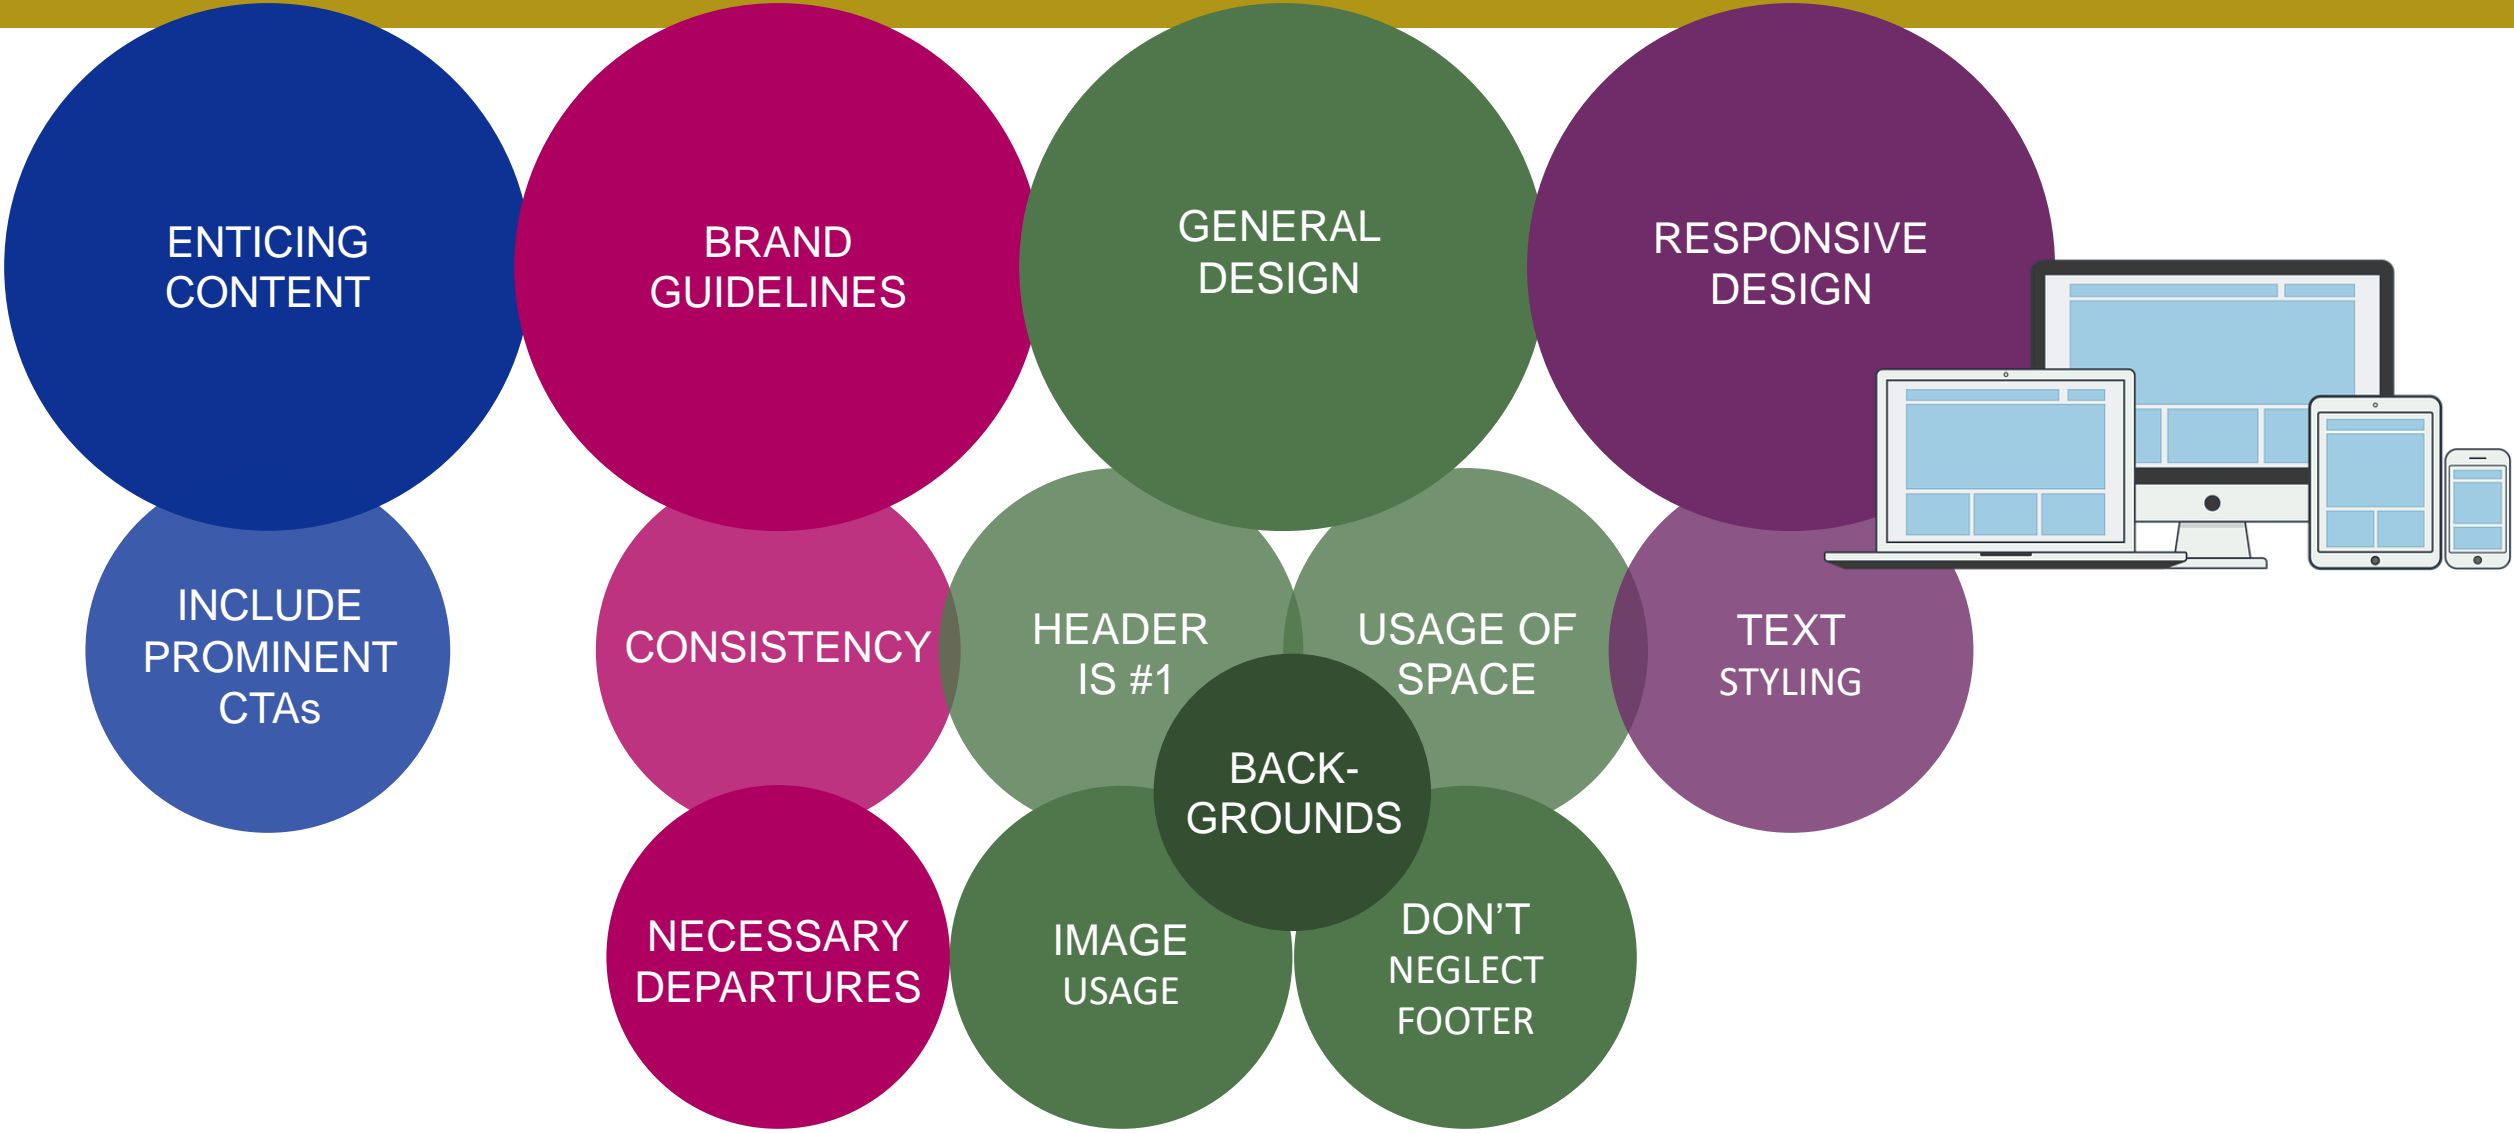 ENTICING
CONTENT
BRAND
GUIDELINES
GENERAL
DESIGN
RESPONSIVE
DESIGN
INCLUDE
PROMINENT
CTAs
CONSISTENCY
HEADER
IS #1
USAGE OF
SPACE
TEXT
STYLING
BACK-
GROUNDS
NECESSARY
DEPARTURES
IMAGE
USAGE
DON’T
NEGLECT
FOOTER